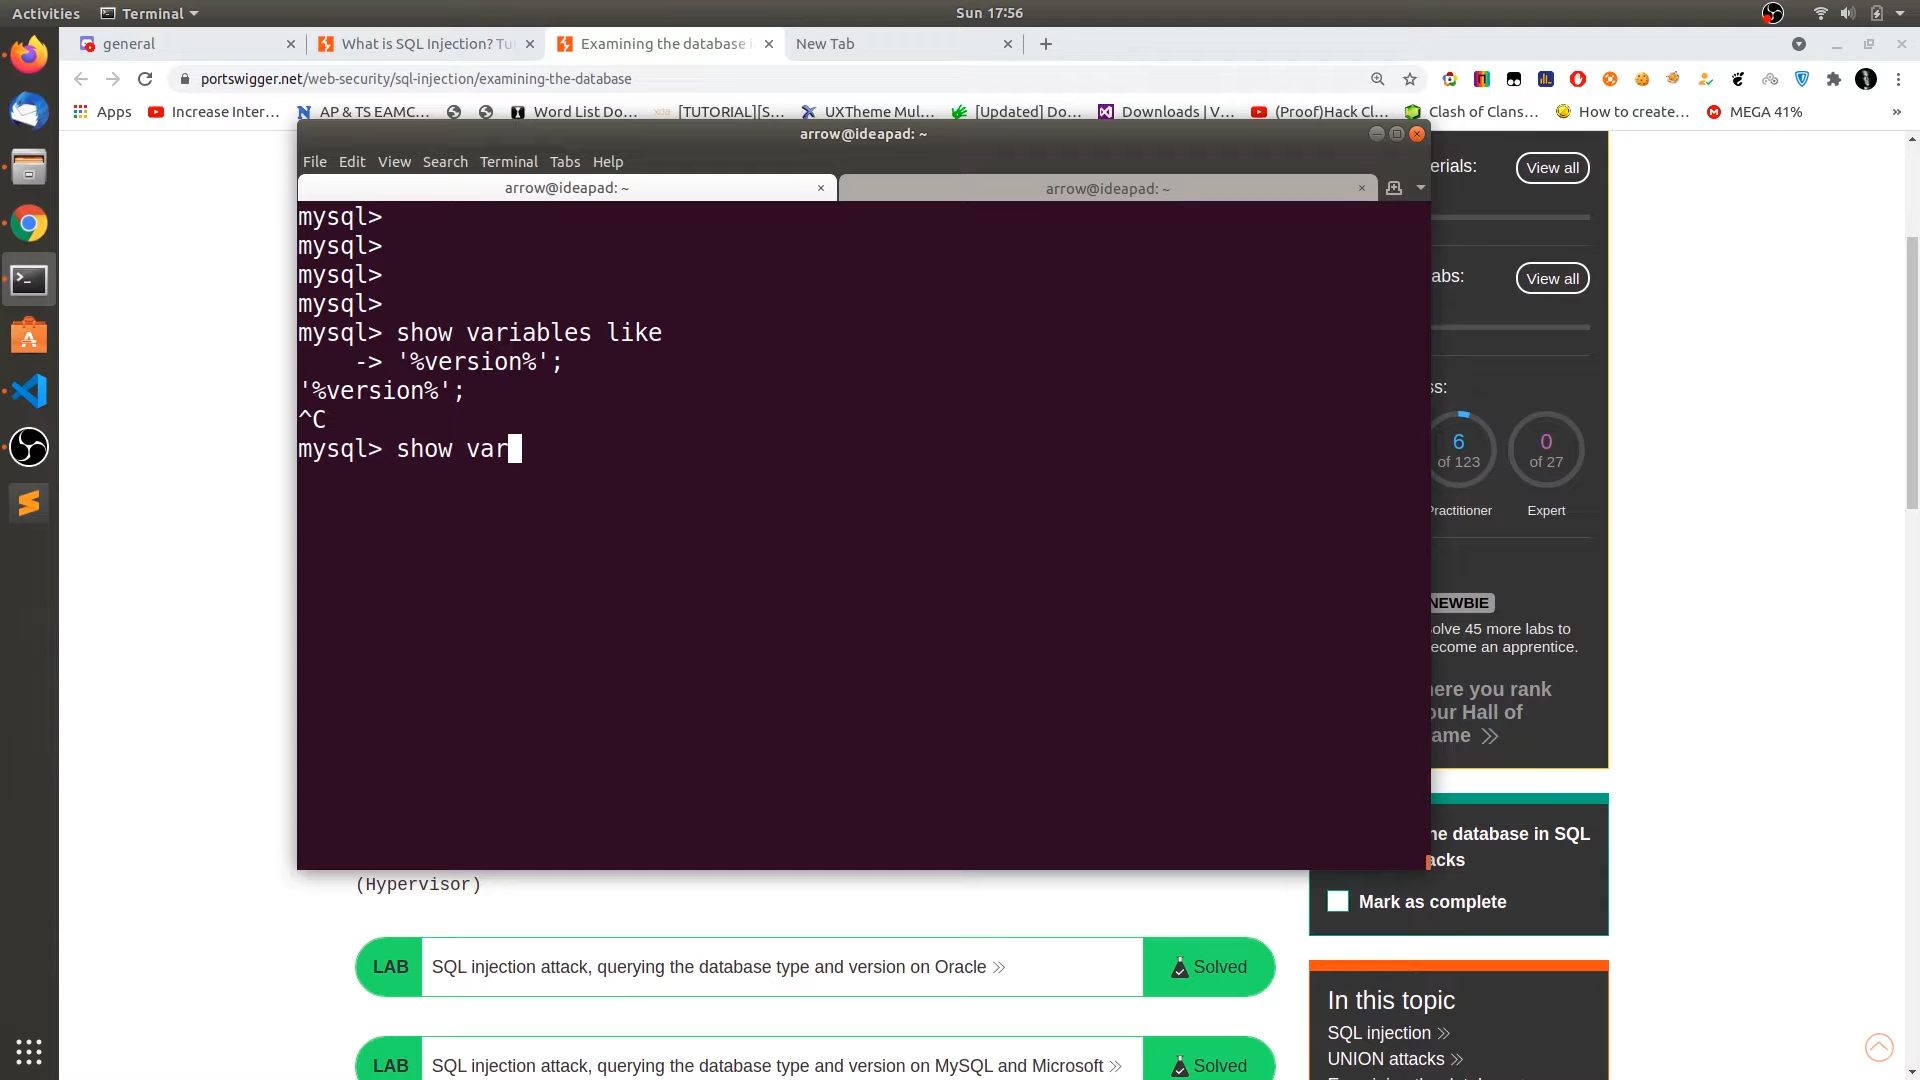 Activities
Terminal
Sun 17:56
general
What is SQL Injection? Tu
Examining the database i
New Tab
portswigger.net/web-security/sql-injection/examining-the-database
Apps
Increase Inter...
AP & TS EAMC...
Word List Do...
[TUTORIAL][S...
UXTheme Mul...
[Updated] Do...
Downloads | V...
(Proof)Hack Cl...
Clash of Clans...
How to create...
MEGA 41%
arrow@ideapad: ~
File Edit View Search Terminal Tabs Help
arrow@ideapad: ~
arrow@ideapad: ~
mysql>
mysql>
mysql>
mysql>
mysql> show variables like
-> '%version%';
'%version%';
^C
mysql> show var
erials:
View all
abs:
View all
ss:
6
of 123
0
of 27
Practitioner
Expert
NEWBIE
olve 45 more labs to
ecome an apprentice.
here you rank
our Hall of
ame
he database in SQL
acks
Mark as complete
In this topic
SQL injection
UNION attacks
(Hypervisor)
LAB
SQL injection attack, querying the database type and version on Oracle
Solved
LAB
SQL injection attack, querying the database type and version on MySQL and Microsoft
Solved